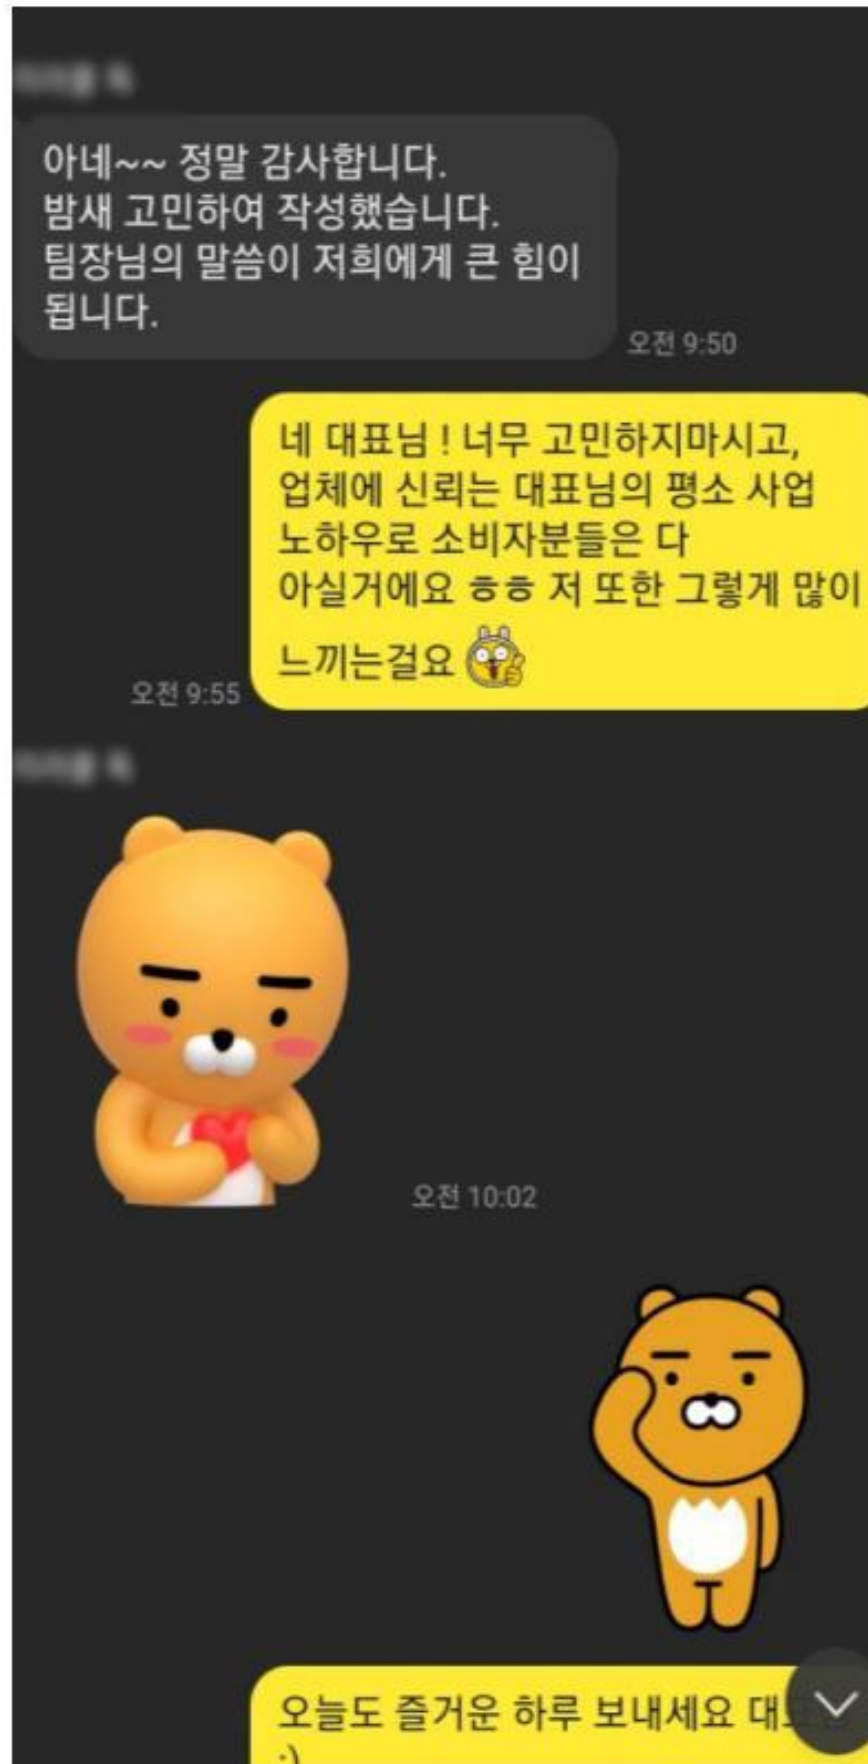 아네~~ 정말 감사합니다.
밤새 고민하여 작성했습니다.
팀장님의 말씀이 저희에게 큰 힘이
됩니다.
오전 9:50
네 대표님 ! 너무 고민하지마시고,
업체에 신뢰는 대표님의 평소 사업
노하우로 소비자분들은 다
아실거에요 ㅎㅎ 저 또한 그렇게 많이
느끼는걸요
오전 9:55
오전 10:02
오늘도 즐거운 하루 보내세요
:)